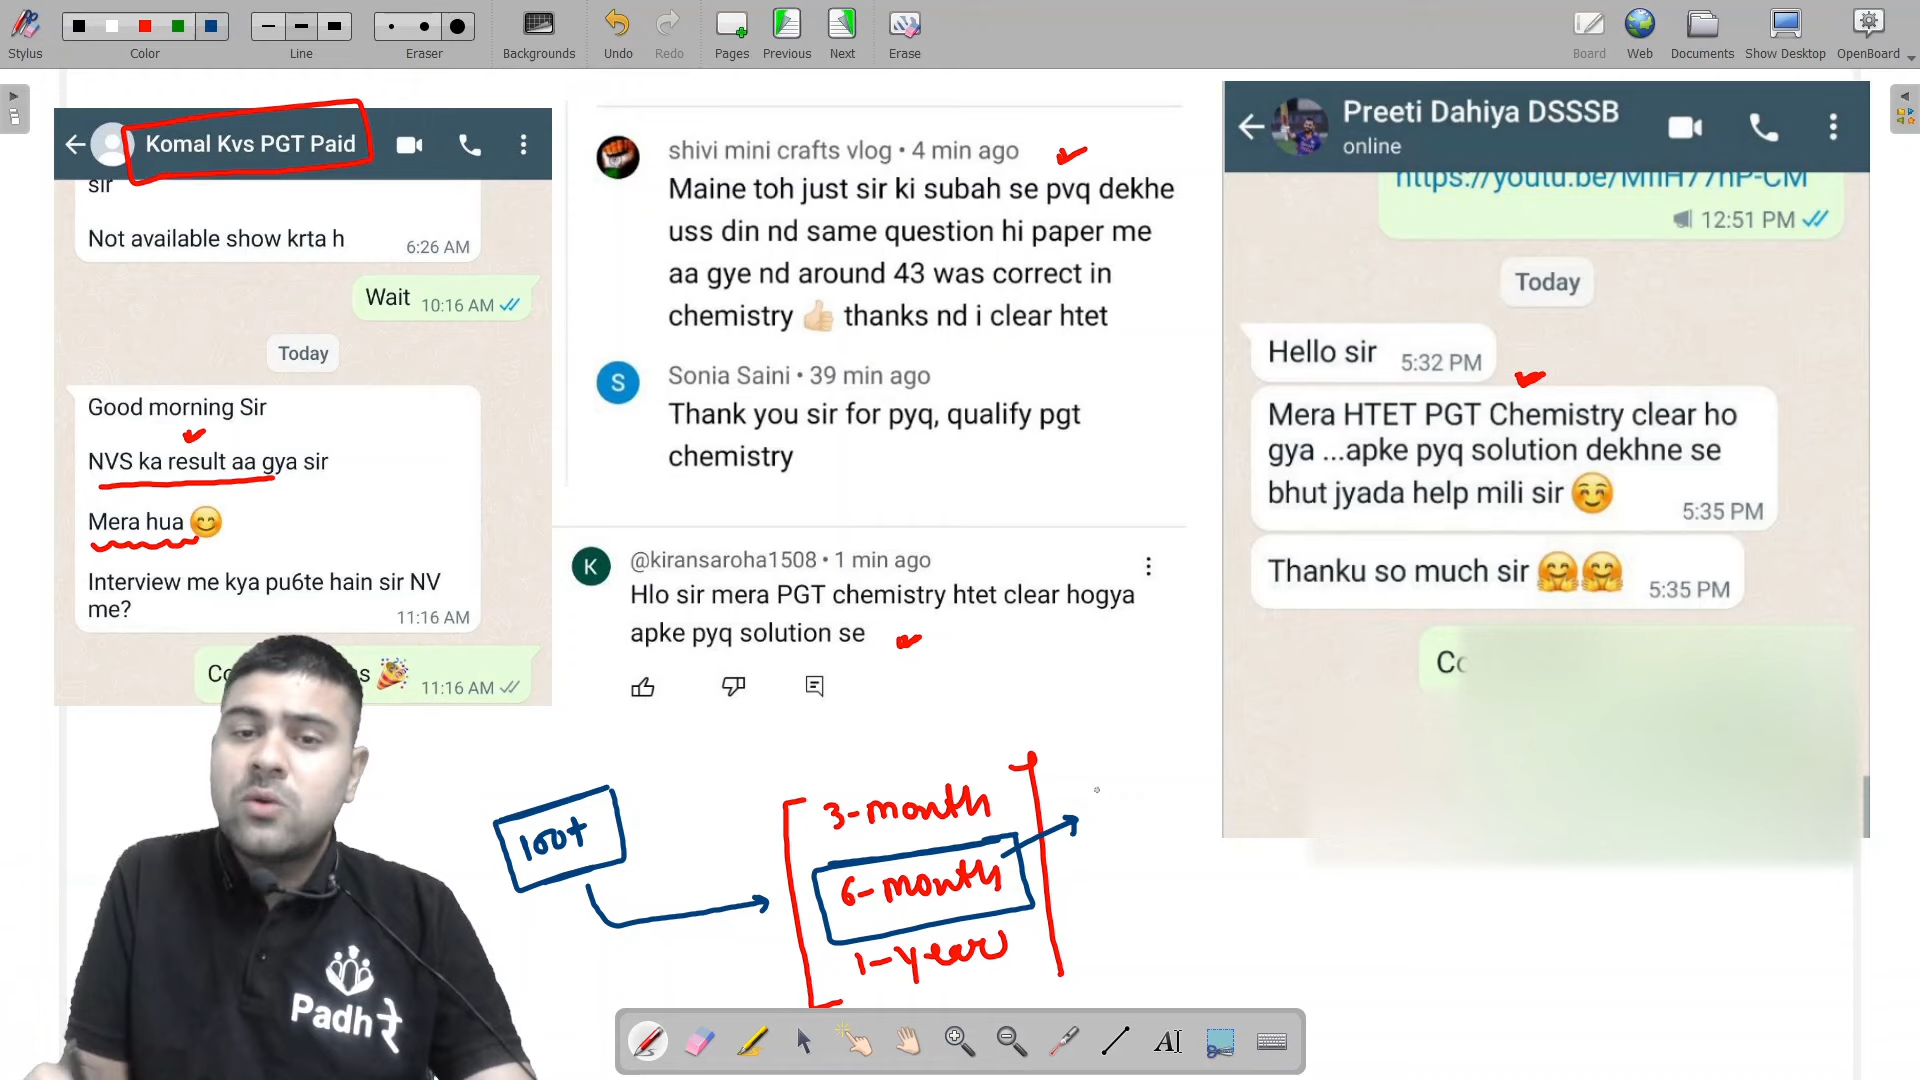 Stylus
Color
Line
Eraser
Backgrounds
Undo
Redo
Pages
Previous
Next
Erase
Board
Web
Documents
Show Desktop
OpenBoard
Komal Kvs PGT Paid
sir
Not available show krta h
6:26 AM
Wait 10:16 AM
Today
Good morning Sir
NVS ka result aa gya sir
Mera hua 😊
Interview me kya pu6te hain sir NV
me?
11:16 AM
11:16 AM
shivi mini crafts vlog • 4 min ago
Maine toh just sir ki subah se pvq dekhe
uss din nd same question hi paper me
aa gye nd around 43 was correct in
chemistry 👍🏻 thanks nd i clear htet
S
Sonia Saini • 39 min ago
Thank you sir for pyq, qualify pgt
chemistry
K
@kiransaroha1508 • 1 min ago
Hlo sir mera PGT chemistry htet clear hogya
apke pyq solution se
Preeti Dahiya DSSSB
online
12:51 PM
Today
Hello sir 5:32 PM
Mera HTET PGT Chemistry clear ho
gya ...apke pyq solution dekhne se
bhut jyada help mili sir ☺️
5:35 PM
Thanku so much sir 🤗🤗 5:35 PM
100+
3-month
6-month
1-year
Padhरे